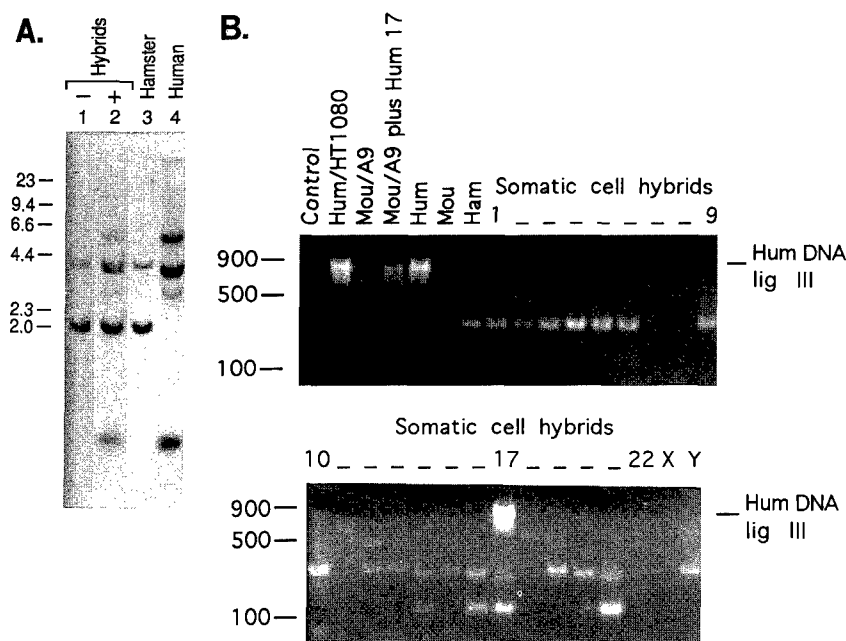 A.
Hybrids
Hamster
Human
– +
1 2 3 4
23
9.4
6.6
4.4
2.3
2.0
B.
Control
Hum/HT1080
Mou/A9
Mou/A9 plus Hum 17
Hum
Mou
Ham
Somatic cell hybrids
1 _ _ _ _ _ _ _ 9
900
500
100
Hum DNA
lig III
Somatic cell hybrids
10 _ _ _ _ _ _ 17 _ _ _ _ 22 X Y
900
500
100
Hum DNA
lig III